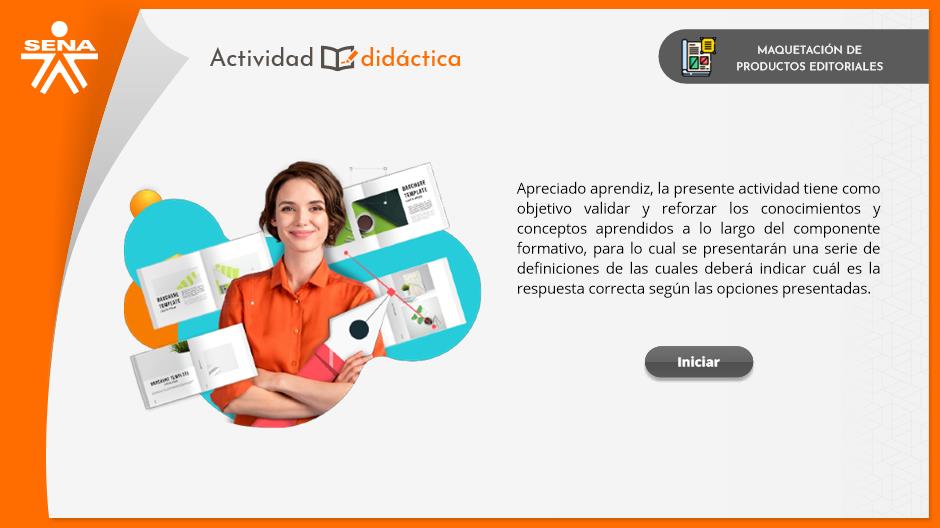 SENA
Actividad didáctica
MAQUETACIÓN DE
PRODUCTOS EDITORIALES
Apreciado aprendiz, la presente actividad tiene como
objetivo validar y reforzar los conocimientos y
conceptos aprendidos a lo largo del componente
formativo, para lo cual se presentarán una serie de
definiciones de las cuales deberá indicar cuál es la
respuesta correcta según las opciones presentadas.
Iniciar
BROCHURE
TEMPLATE
BROCHURE
TEMPLATE
BROCHURE TEMPLATE